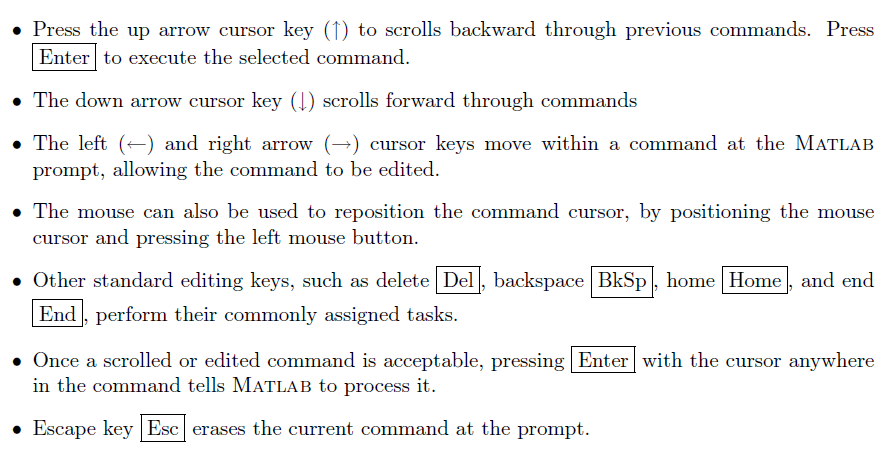 • Press the up arrow cursor key (↑) to scrolls backward through previous commands. Press
Enter to execute the selected command.
• The down arrow cursor key (↓) scrolls forward through commands
• The left (←) and right arrow (→) cursor keys move within a command at the MATLAB
prompt, allowing the command to be edited.
• The mouse can also be used to reposition the command cursor, by positioning the mouse
cursor and pressing the left mouse button.
• Other standard editing keys, such as delete Del, backspace BkSp, home Home, and end
End, perform their commonly assigned tasks.
• Once a scrolled or edited command is acceptable, pressing Enter with the cursor anywhere
in the command tells MATLAB to process it.
• Escape key Esc erases the current command at the prompt.